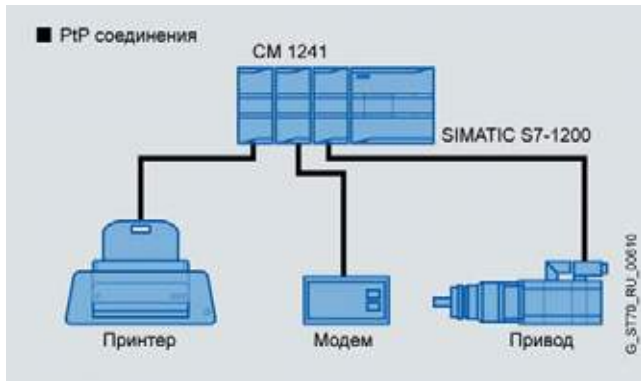 PtP соединения
CM 1241
SIMATIC S7-1200
Принтер
Модем
Привод
G_ST70_RU_00610